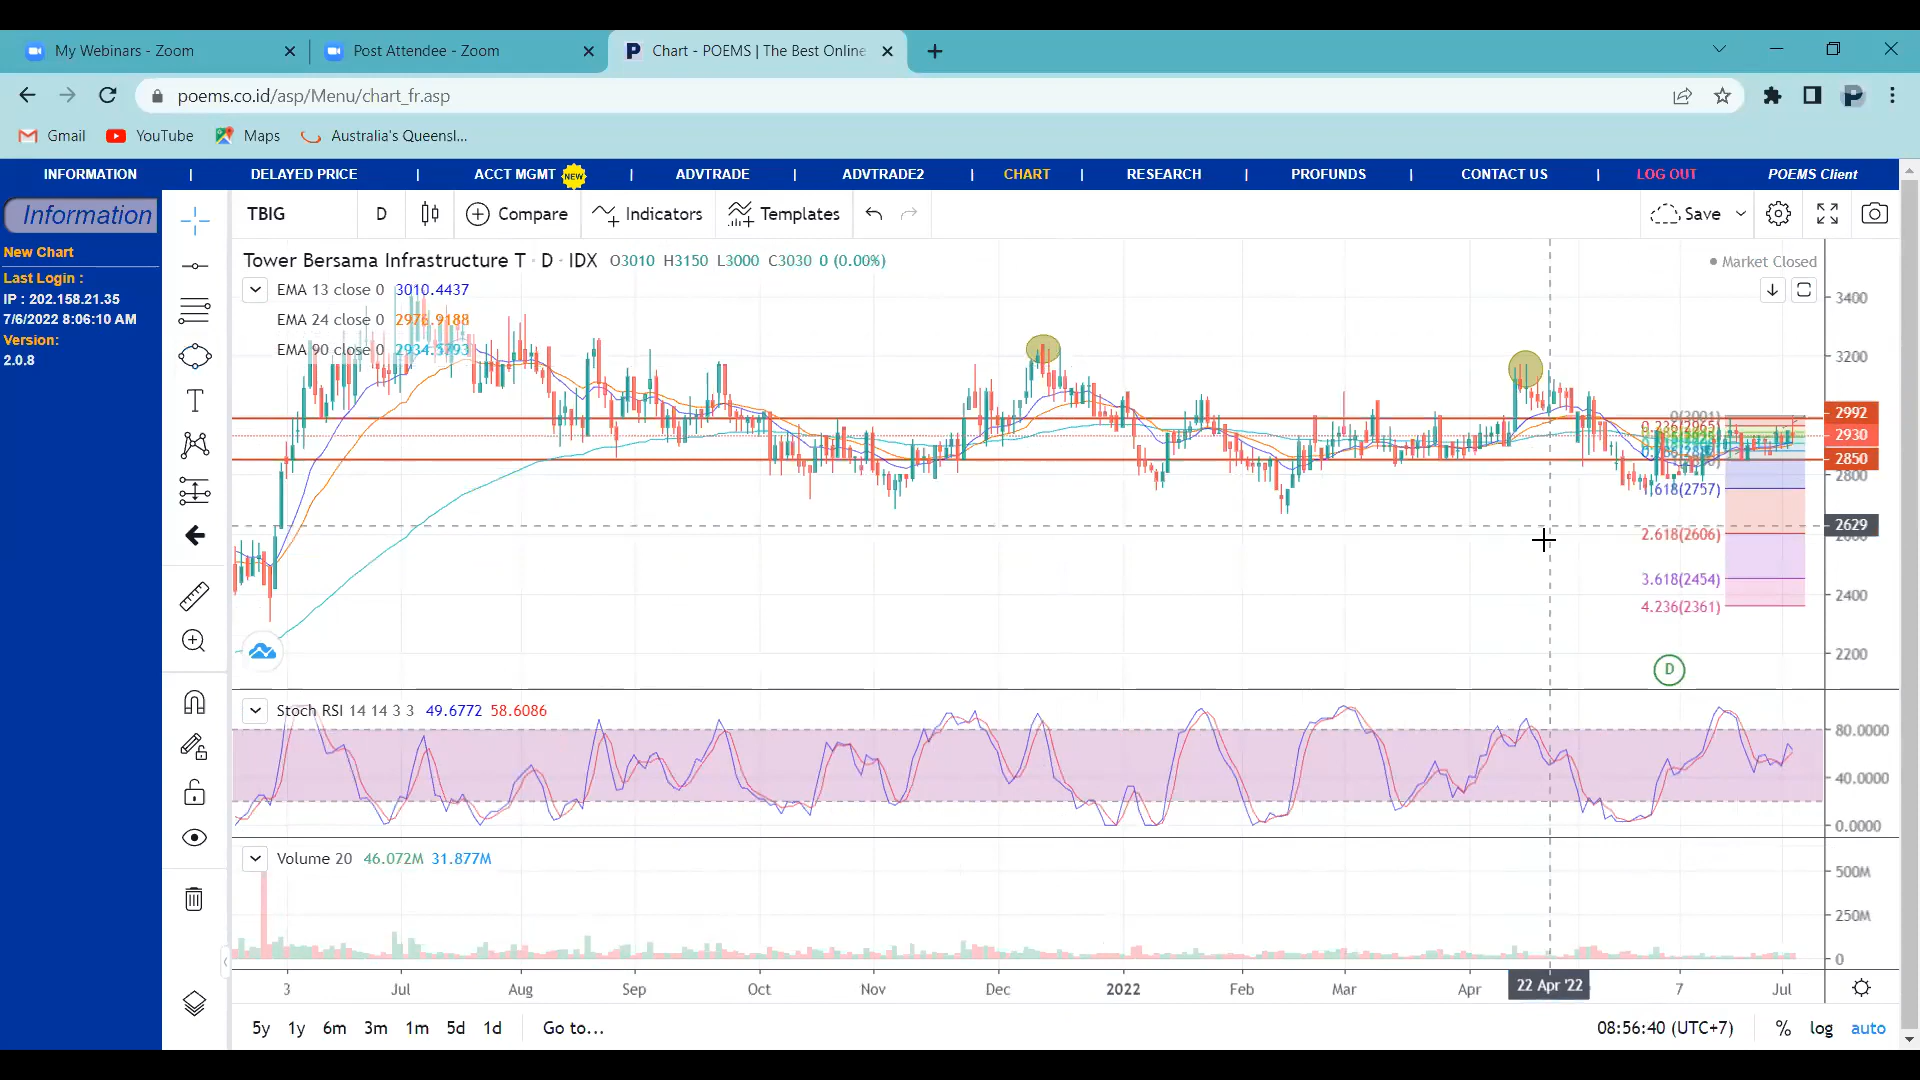 My Webinars - Zoom
Post Attendee - Zoom
Chart - POEMS | The Best Online
poems.co.id/asp/Menu/chart_fr.asp
Gmail YouTube Maps Australia's Queensl...
INFORMATION | DELAYED PRICE | ACCT MGMT NEW | ADVTRADE | ADVTRADE2 | CHART | RESEARCH | PROFUNDS | CONTACT US | LOG OUT POEMS Client
Information
New Chart
Last Login :
IP : 202.158.21.35
7/6/2022 8:06:10 AM
Version:
2.0.8
TBIG D Compare Indicators Templates Save
Tower Bersama Infrastructure T · D · IDX O3010 H3150 L3000 C3030 0 (0.00%)
Market Closed
EMA 13 close 0 3010.4437
EMA 24 close 0 2976.9188
EMA 90 close 0 2934.5793
3400
3200
2992
2930
2850
2800
2629
2600
2400
2200
0(3001)
0.236(2965)
1.618(2757)
2.618(2606)
3.618(2454)
4.236(2361)
D
Stoch RSI 14 14 3 3 49.6772 58.6086
80.0000
40.0000
0.0000
Volume 20 46.072M 31.877M
500M
250M
0
3 Jul Aug Sep Oct Nov Dec 2022 Feb Mar Apr 22 Apr '22 7 Jul
5y 1y 6m 3m 1m 5d 1d Go to... 08:56:40 (UTC+7) % log auto